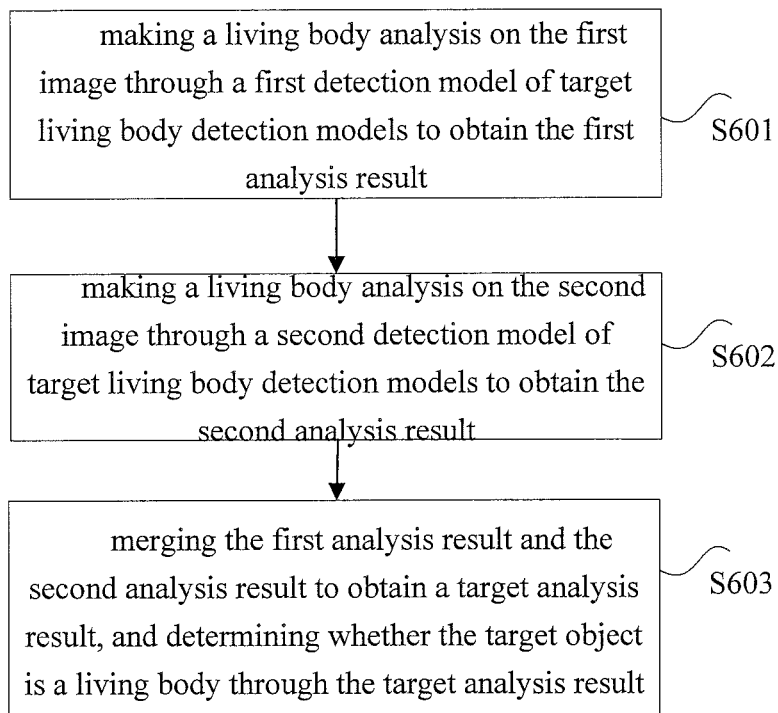 making a living body analysis on the first
image through a first detection model of target
living body detection models to obtain the first
analysis result
S601
making a living body analysis on the second
image through a second detection model of
target living body detection models to obtain the
second analysis result
S602
merging the first analysis result and the
second analysis result to obtain a target analysis
result, and determining whether the target object
is a living body through the target analysis result
S603